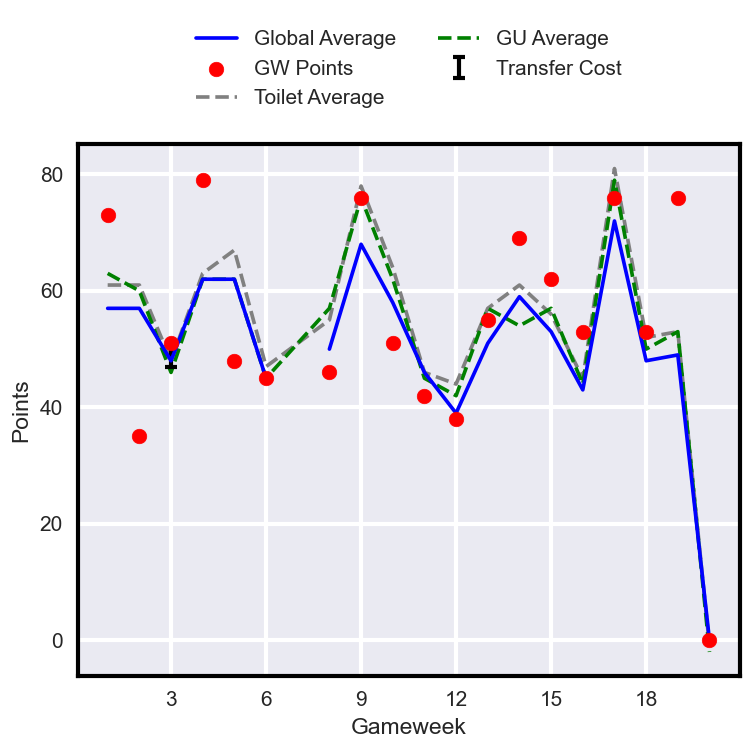 Global Average
GW Points
Toilet Average
GU Average
Transfer Cost
80
60
40
20
0
Points
3 6 9 12 15 18
Gameweek